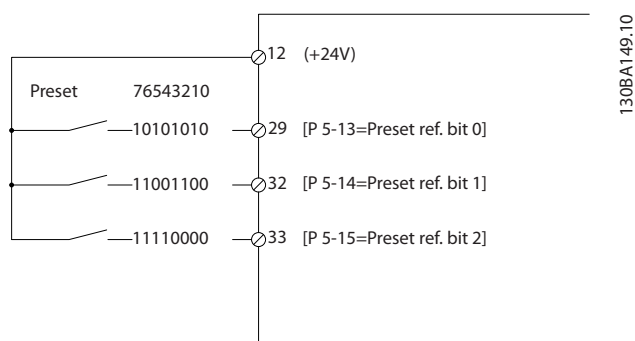 12 (+24V)
Preset 76543210
10101010 29 [P 5-13=Preset ref. bit 0]
11001100 32 [P 5-14=Preset ref. bit 1]
11110000 33 [P 5-15=Preset ref. bit 2]
130BA149.10